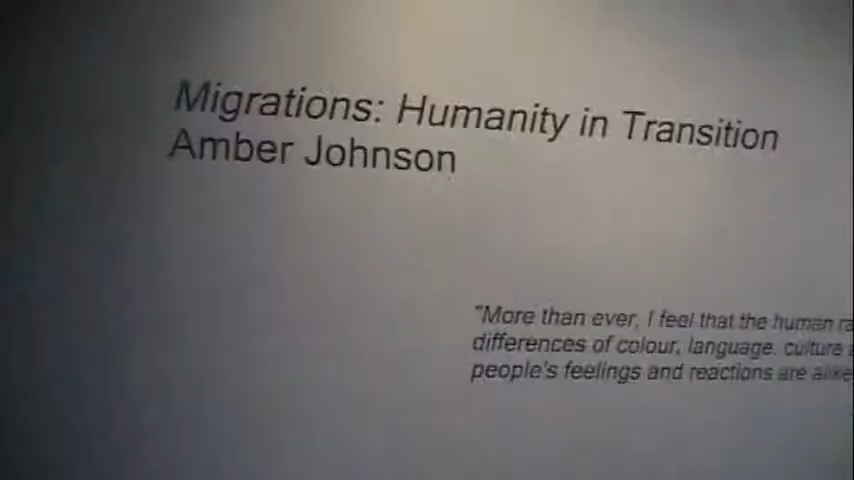 Migrations: Humanity in Transition
Amber Johnson
"More than ever, I feel that the human
differences of colour, language, culture
people's feelings and reactions are alike